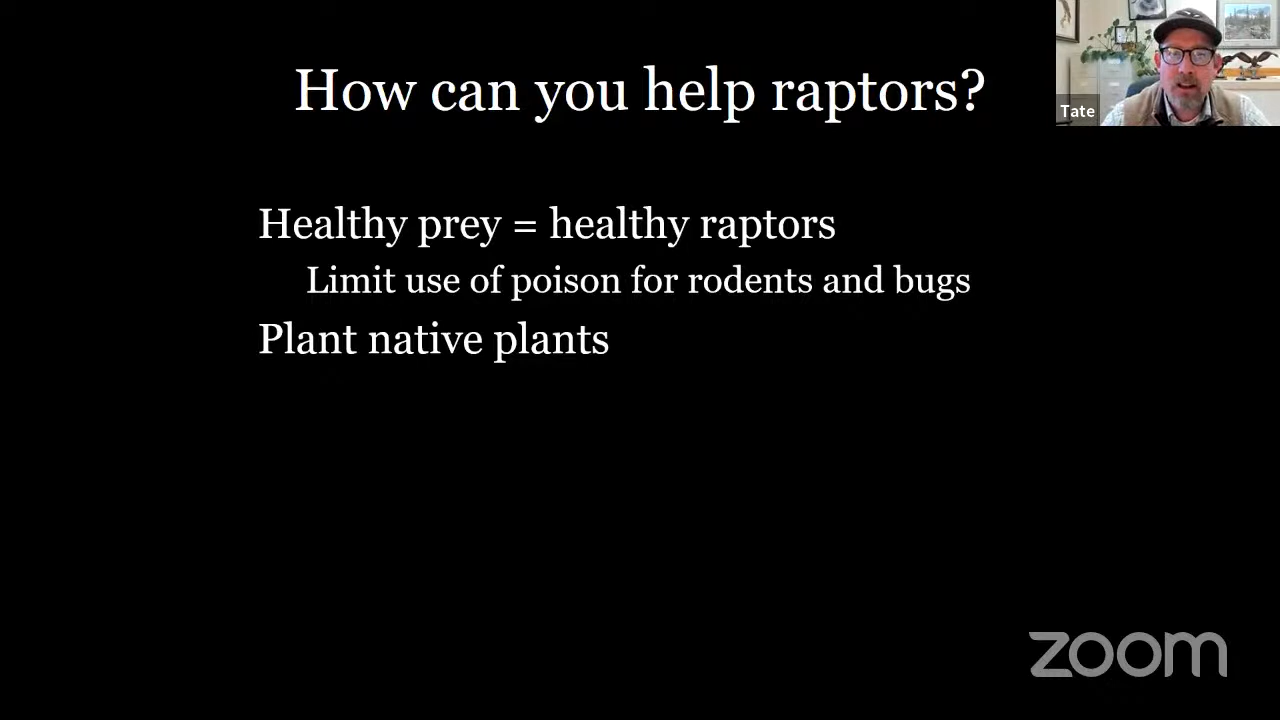 How can you help raptors?
Tate
Healthy prey = healthy raptors
Limit use of poison for rodents and bugs
Plant native plants
zoom